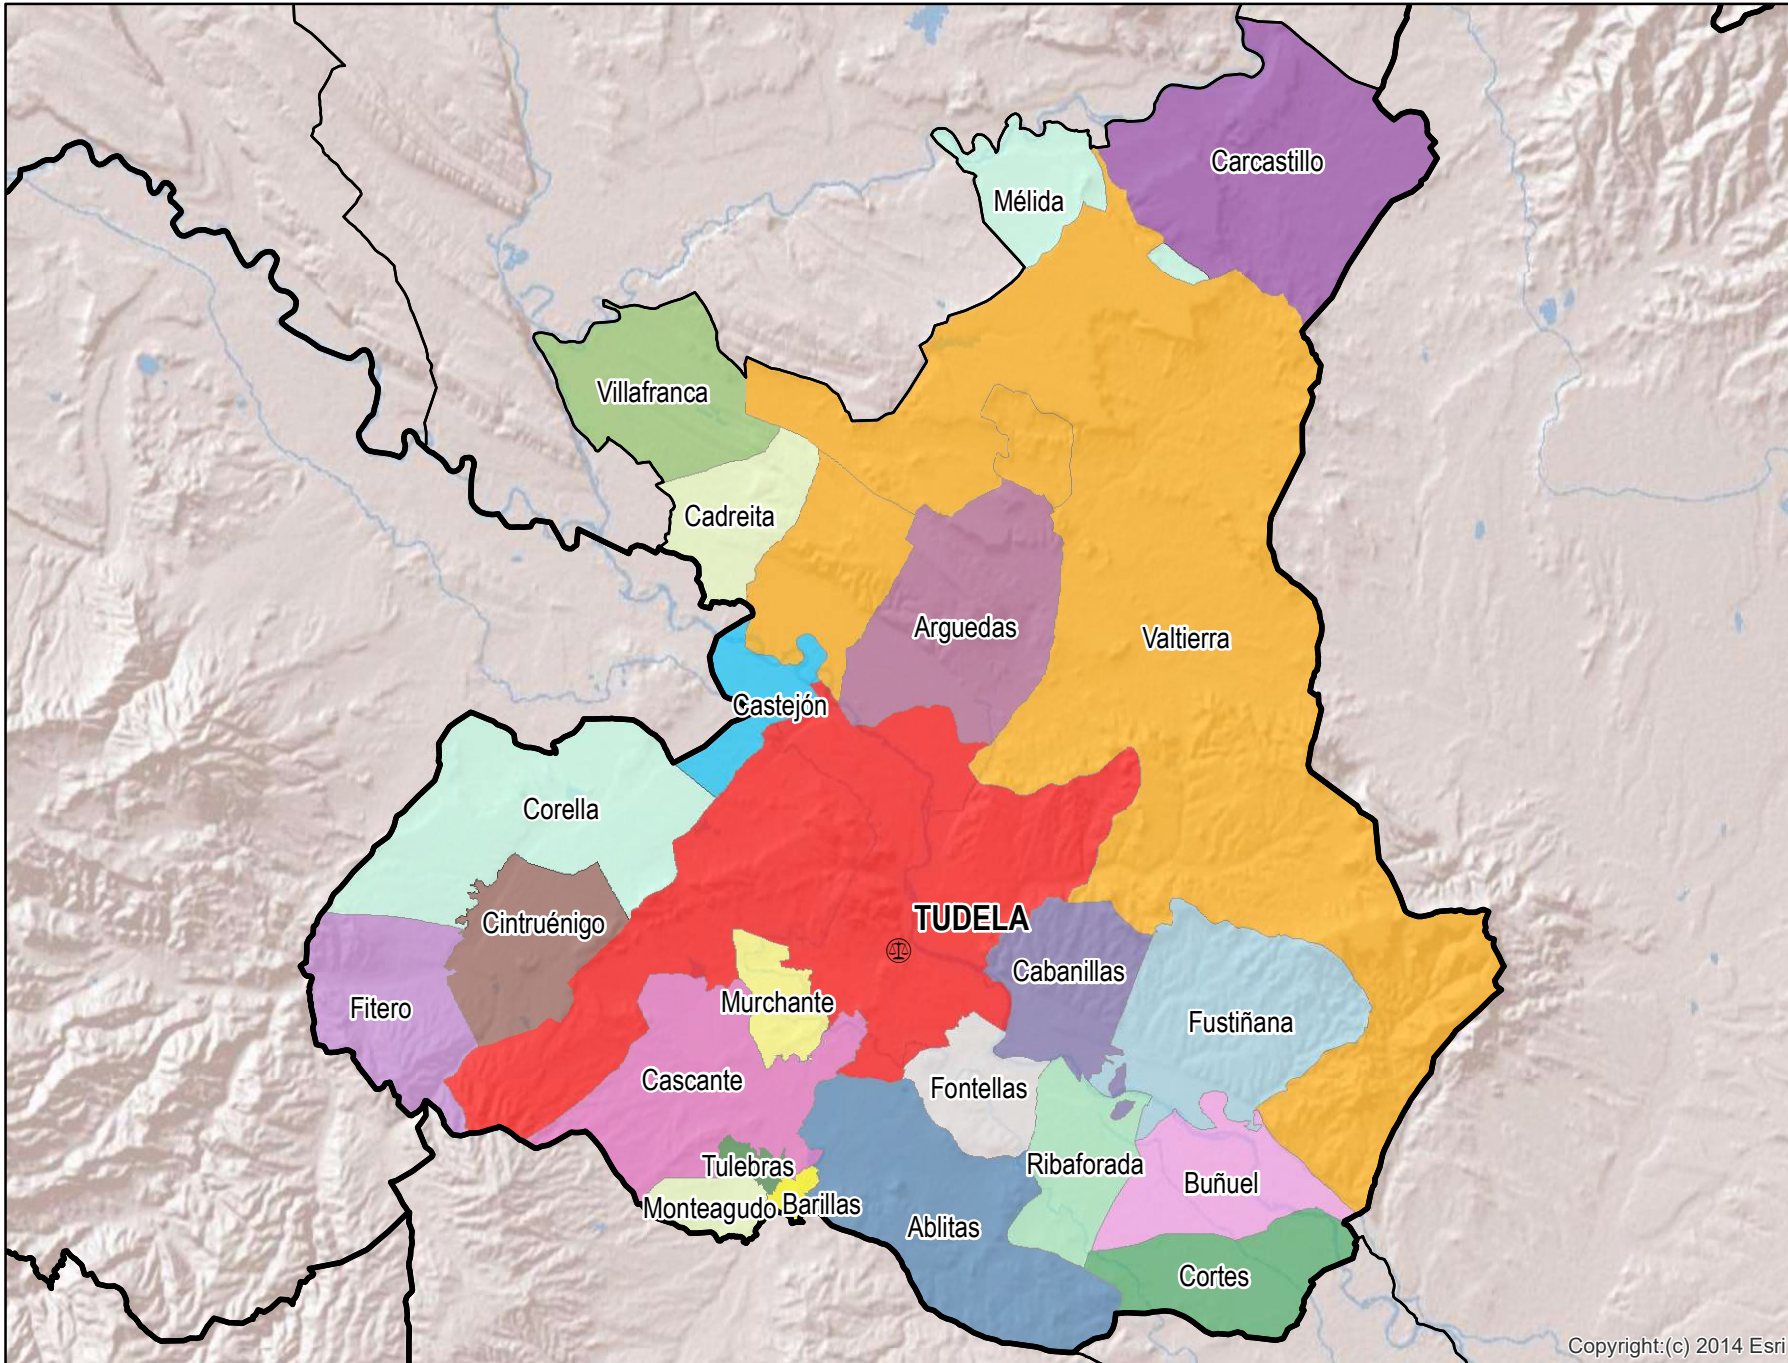 Carcastillo
Mélida
Villafranca
Cadreita
Arguedas
Valtierra
Castejón
Corella
TUDELA
Cintruénigo
Cabanillas
Murchante
Fitero
Fustiñana
Cascante
Fontellas
Tulebras
Ribaforada
Buñuel
Monteagudo
Barillas
Ablitas
Cortes
Copyright:(c) 2014 Esri